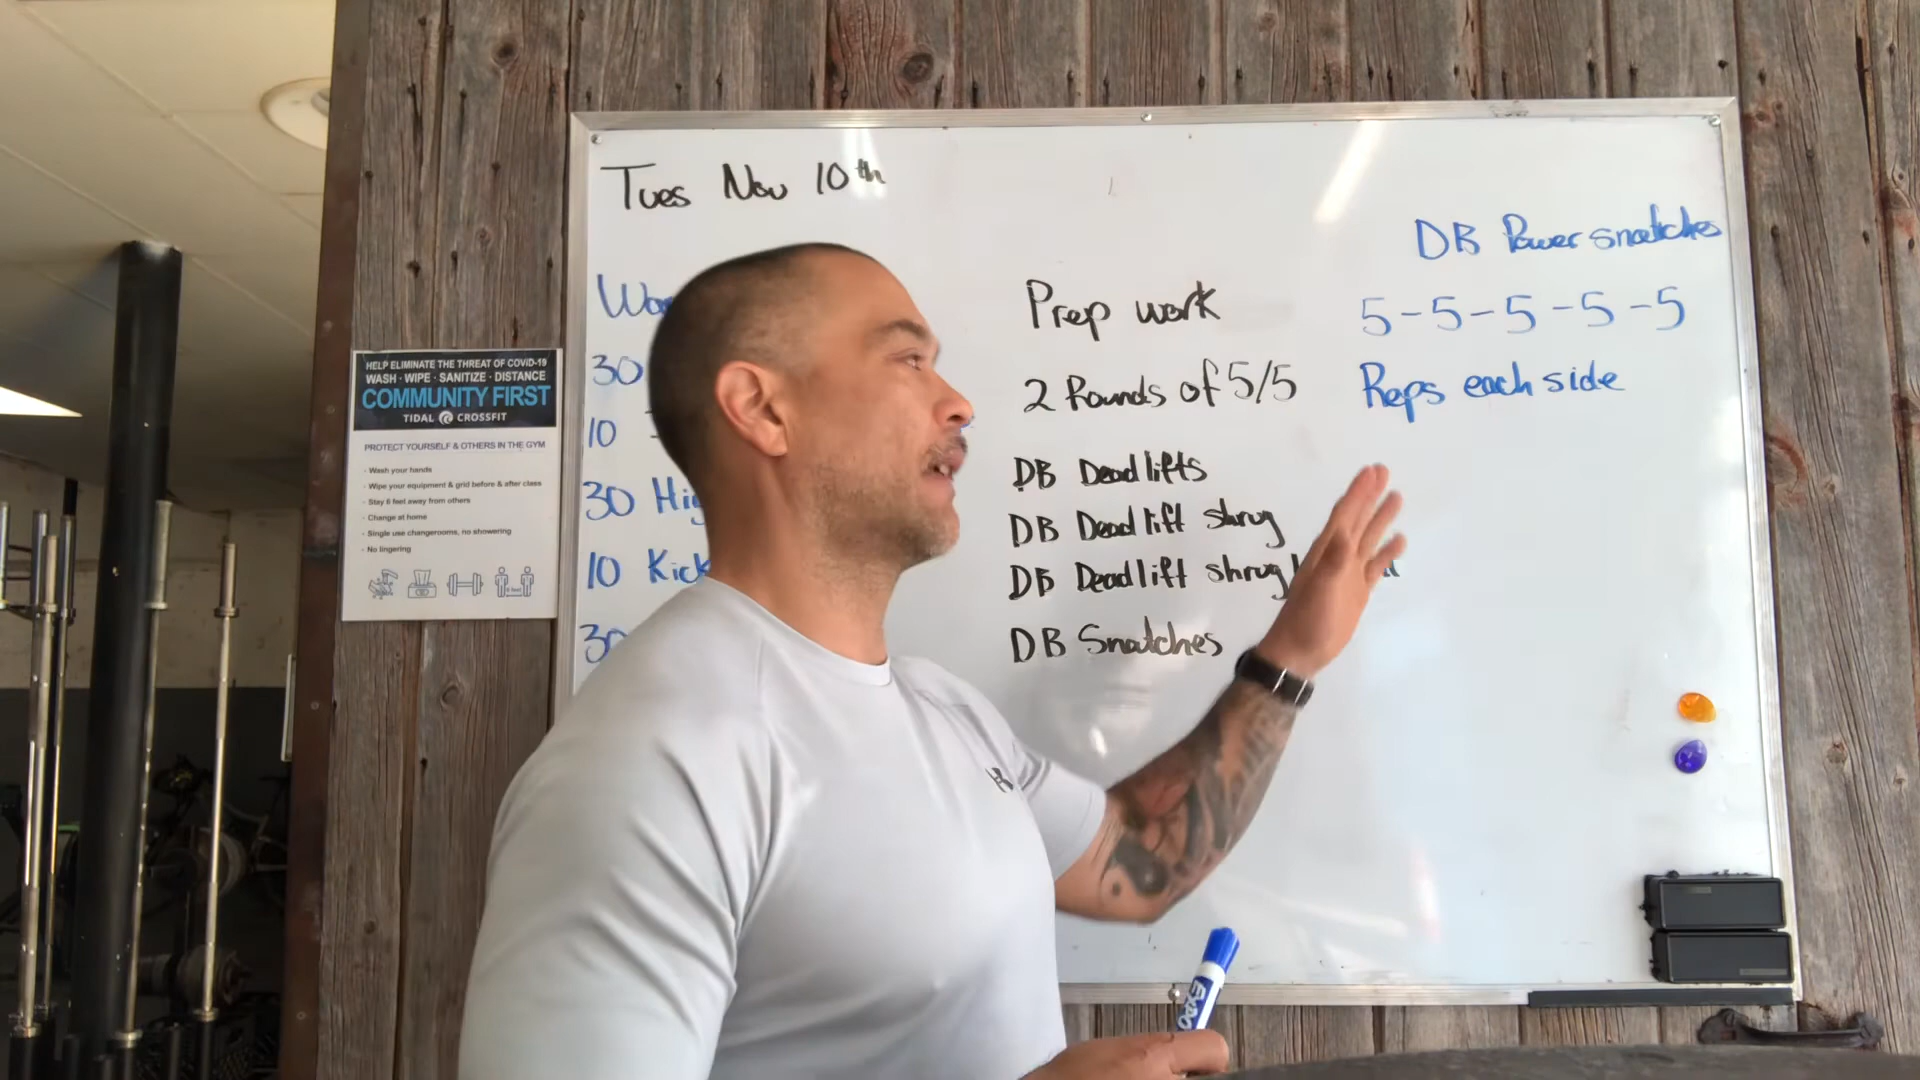 Tues Nov 10th
30
10
30
10
30
Prep work
2 Rounds of 5/5
DB Deadlifts
DB Deadlift shrug
DB Deadlift shrug
DB Snatches
DB Power snatches
5-5-5-5-5
Reps each side
HELP ELIMINATE THE THREAT OF COVID-19
WASH · WIPE · SANITIZE · DISTANCE
COMMUNITY FIRST
TIDAL CROSSFIT
PROTECT YOURSELF & OTHERS IN THE GYM
- Wash your hands
- Wipe your equipment & grid before & after class
- Stay 6 feet away from others
- Change at home
- Single use changerooms, no showering
- No lingering
EXPO